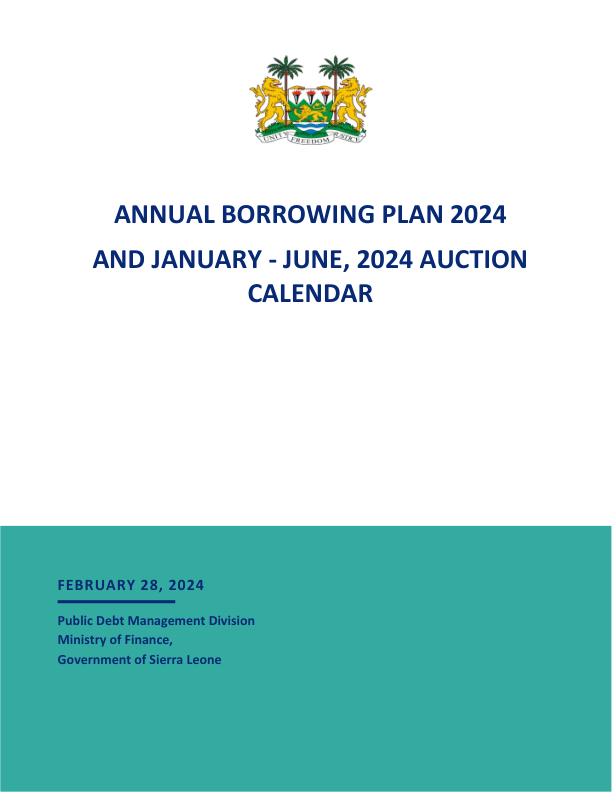 UNITY FREEDOM JUSTICE
ANNUAL BORROWING PLAN 2024
AND JANUARY - JUNE, 2024 AUCTION
CALENDAR
FEBRUARY 28, 2024
Public Debt Management Division
Ministry of Finance,
Government of Sierra Leone